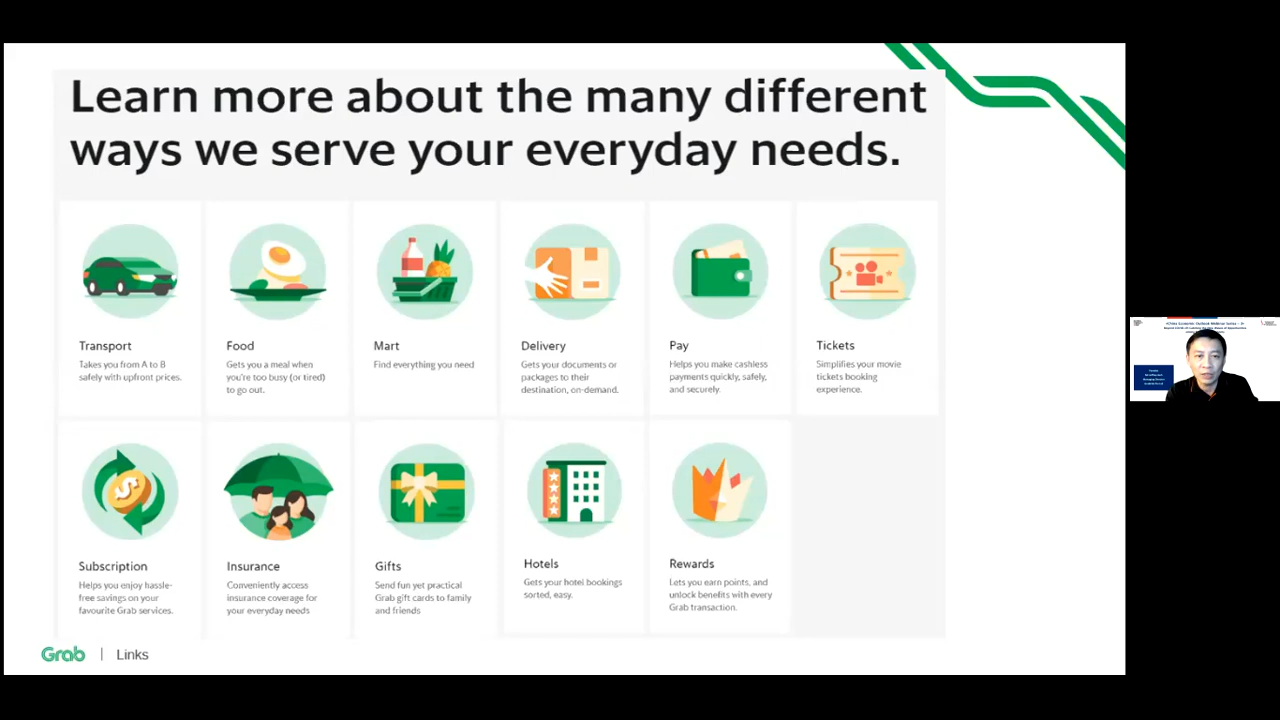 Learn more about the many different
ways we serve your everyday needs.
Transport
Takes you from A to B
safely with upfront prices.
Food
Gets you a meal when
you're too busy (or tired)
to go out.
Mart
Find everything you need
Delivery
Gets your documents or
packages to their
destination, on-demand.
Pay
Helps you make cashless
payments quickly, safely,
and securely.
Tickets
Simplifies your movie
tickets booking
experience.
Subscription
Helps you enjoy hassle-
free savings on your
favourite Grab services.
Insurance
Conveniently access
insurance coverage for
your everyday needs
Gifts
Send fun yet practical
Grab gift cards to family
and friends
Hotels
Gets your hotel bookings
sorted, easy.
Rewards
Lets you earn points, and
unlock benefits with every
Grab transaction.
Grab | Links